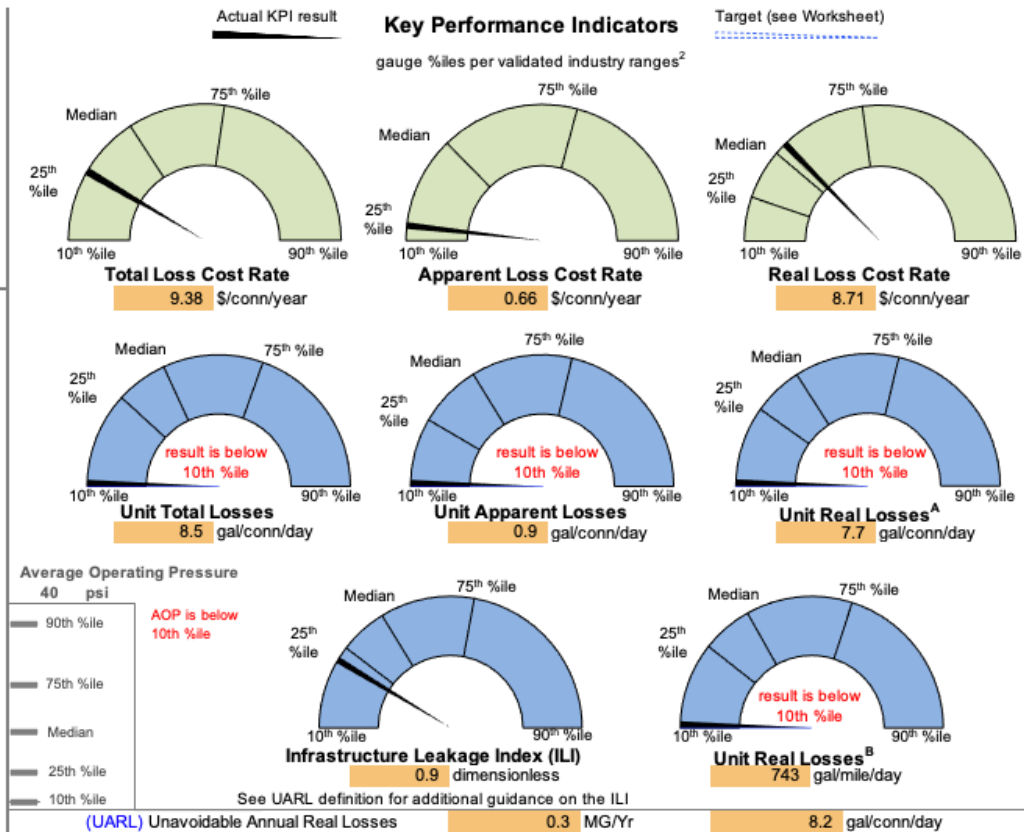 Actual KPI result
Key Performance Indicators
Target (see Worksheet)
gauge %iles per validated industry ranges2
75th %ile
Median
25th
%ile
10th %ile
90th %ile
Total Loss Cost Rate
9.38 $/conn/year
75th %ile
Median
25th
%ile
10th %ile
90th %ile
Apparent Loss Cost Rate
0.66 $/conn/year
75th %ile
Median
25th
%ile
10th %ile
90th %ile
Real Loss Cost Rate
8.71 $/conn/year
Median
75th %ile
25th
%ile
result is below
10th %ile
10th %ile
90th %ile
Unit Total Losses
8.5 gal/conn/day
75th %ile
Median
25th
%ile
result is below
10th %ile
10th %ile
90th %ile
Unit Apparent Losses
0.9 gal/conn/day
75th %ile
Median
25th
%ile
result is below
10th %ile
10th %ile
90th %ile
Unit Real LossesA
7.7 gal/conn/day
Average Operating Pressure
40 psi
AOP is below
10th %ile
90th %ile
75th %ile
Median
25th %ile
10th %ile
75th %ile
Median
25th
%ile
10th %ile
90th %ile
Infrastructure Leakage Index (ILI)
0.9 dimensionless
See UARL definition for additional guidance on the ILI
75th %ile
Median
25th
%ile
result is below
10th %ile
10th %ile
90th %ile
Unit Real LossesB
743 gal/mile/day
(UARL) Unavoidable Annual Real Losses 0.3 MG/Yr 8.2 gal/conn/day